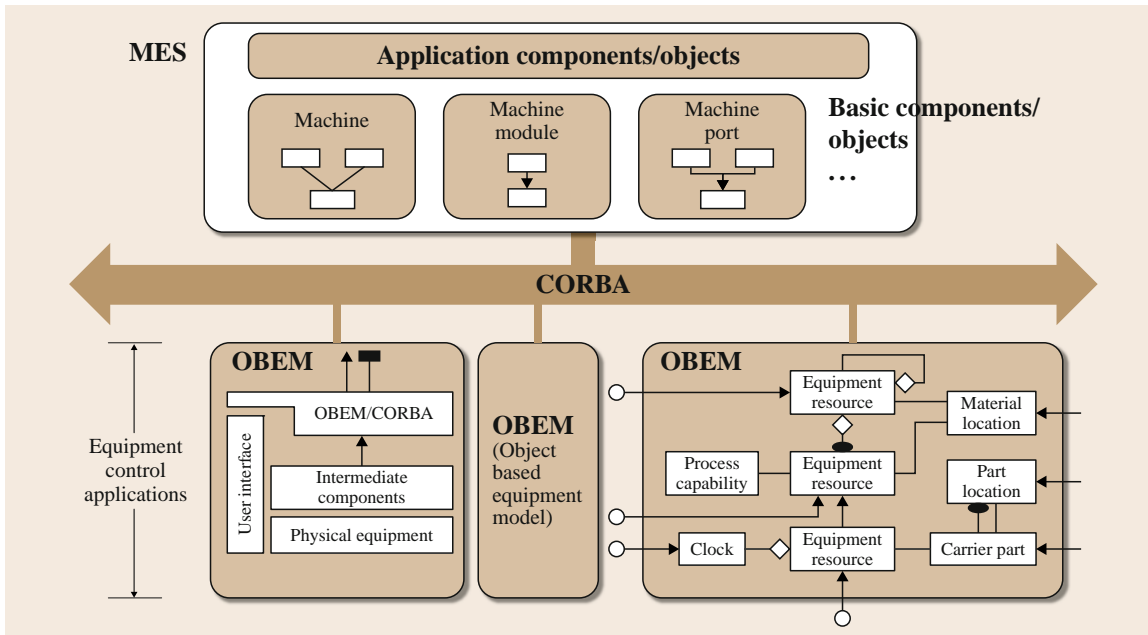 MES
Application components/objects
Machine
Machine
module
Machine
port
Basic components/
objects
...
CORBA
Equipment
control
applications
OBEM
OBEM/CORBA
User interface
Intermediate
components
Physical equipment
OBEM
(Object
based
equipment
model)
OBEM
Equipment
resource
Material
location
Process
capability
Equipment
resource
Part
location
Clock
Equipment
resource
Carrier part